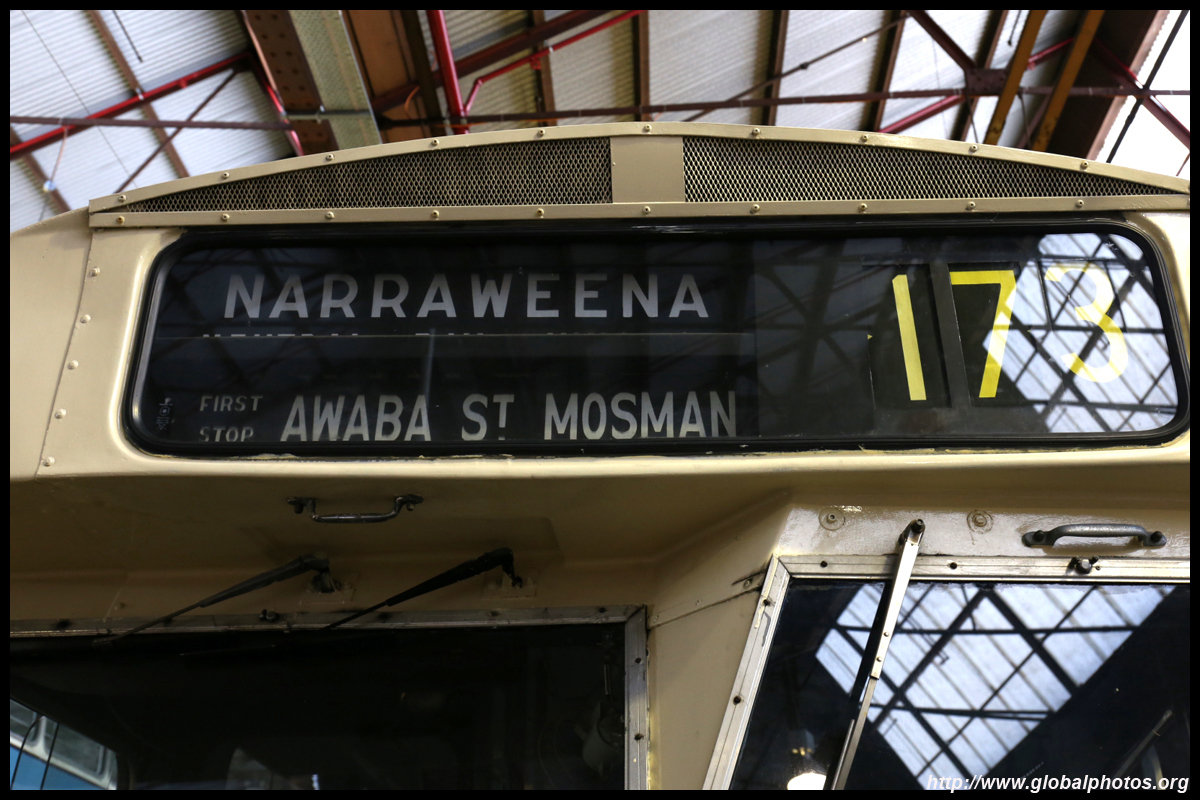 NARRAWEENA
173
FIRST STOP AWABA ST MOSMAN
http://www.globalphotos.org